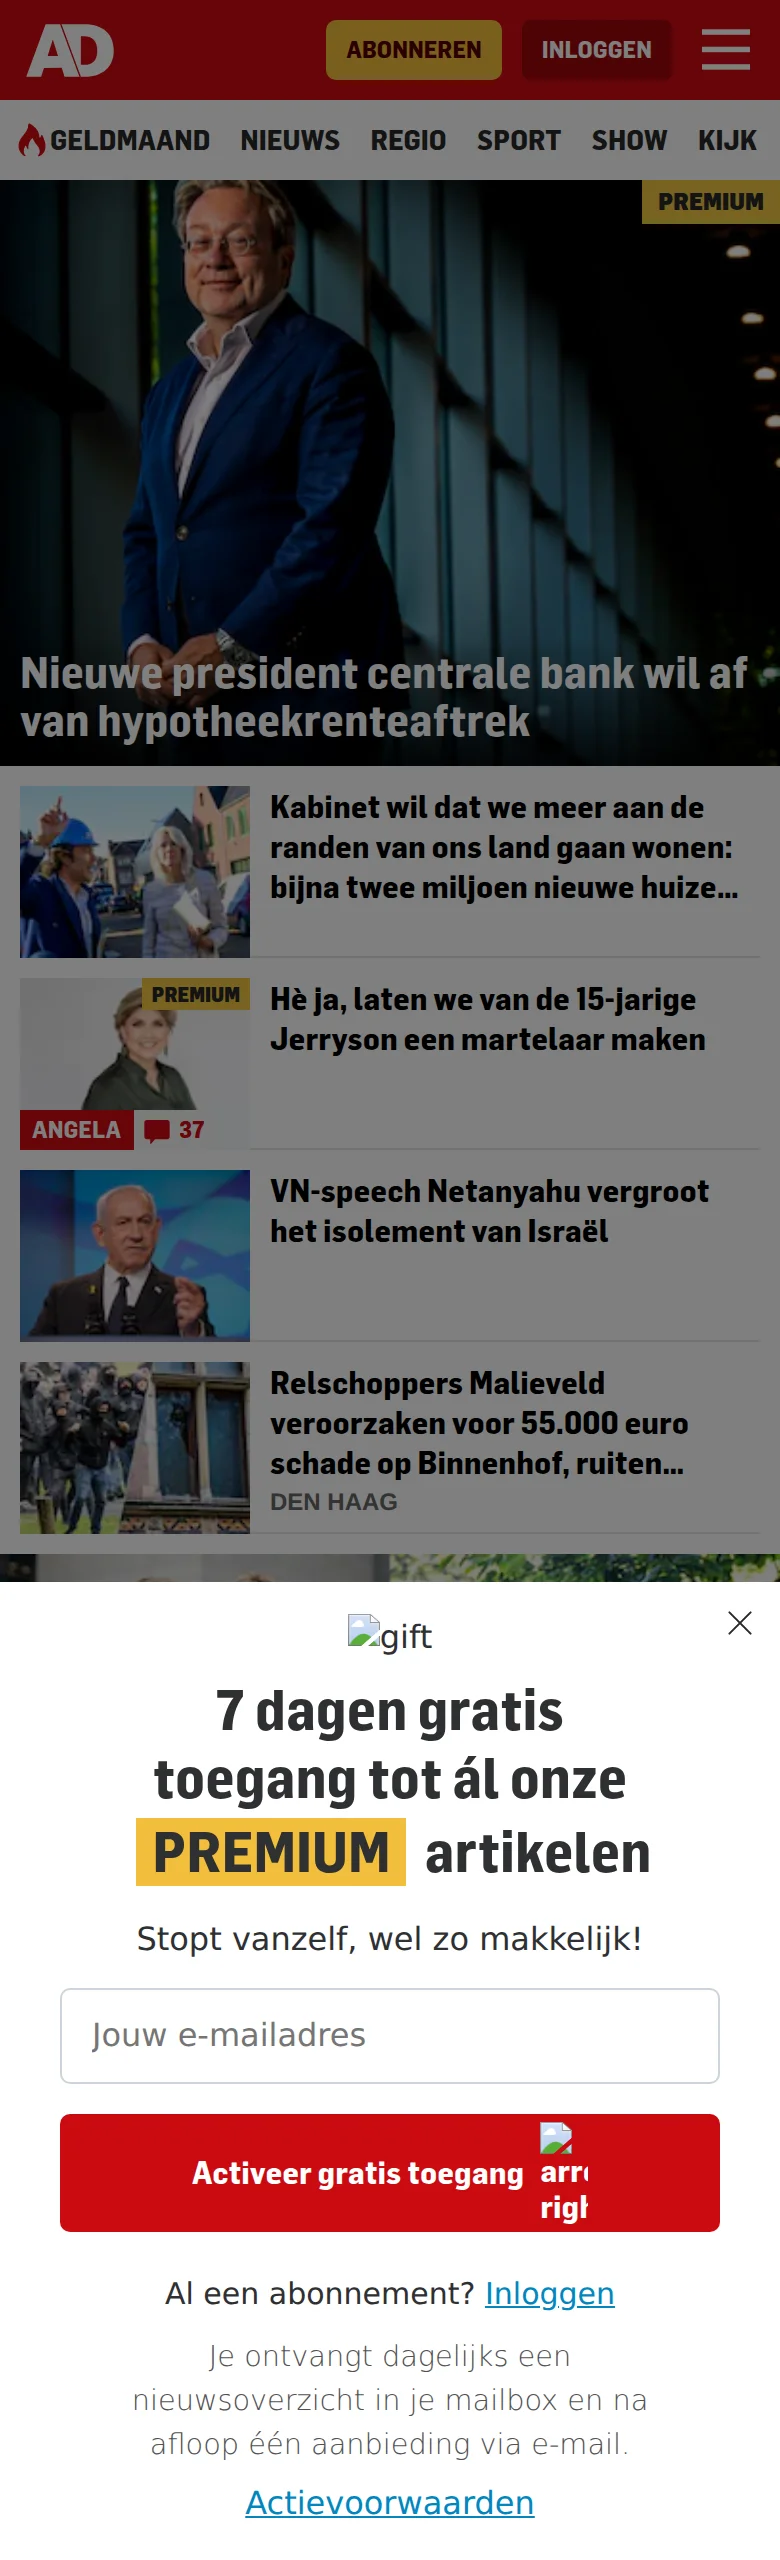 AD
ABONNEREN
INLOGGEN
GELDMAAND NIEUWS REGIO SPORT SHOW KIJK
PREMIUM
Nieuwe president centrale bank wil af
van hypotheekrenteaftrek
Kabinet wil dat we meer aan de
randen van ons land gaan wonen:
bijna twee miljoen nieuwe huize...
PREMIUM
ANGELA 37
Hè ja, laten we van de 15-jarige
Jerryson een martelaar maken
VN-speech Netanyahu vergroot
het isolement van Israël
Relschoppers Malieveld
veroorzaken voor 55.000 euro
schade op Binnenhof, ruiten...
DEN HAAG
gift
7 dagen gratis
toegang tot ál onze
PREMIUM artikelen
Stopt vanzelf, wel zo makkelijk!
Jouw e-mailadres
Activeer gratis toegang
Al een abonnement? Inloggen
Je ontvangt dagelijks een
nieuwsoverzicht in je mailbox en na
afloop één aanbieding via e-mail.
Actievoorwaarden